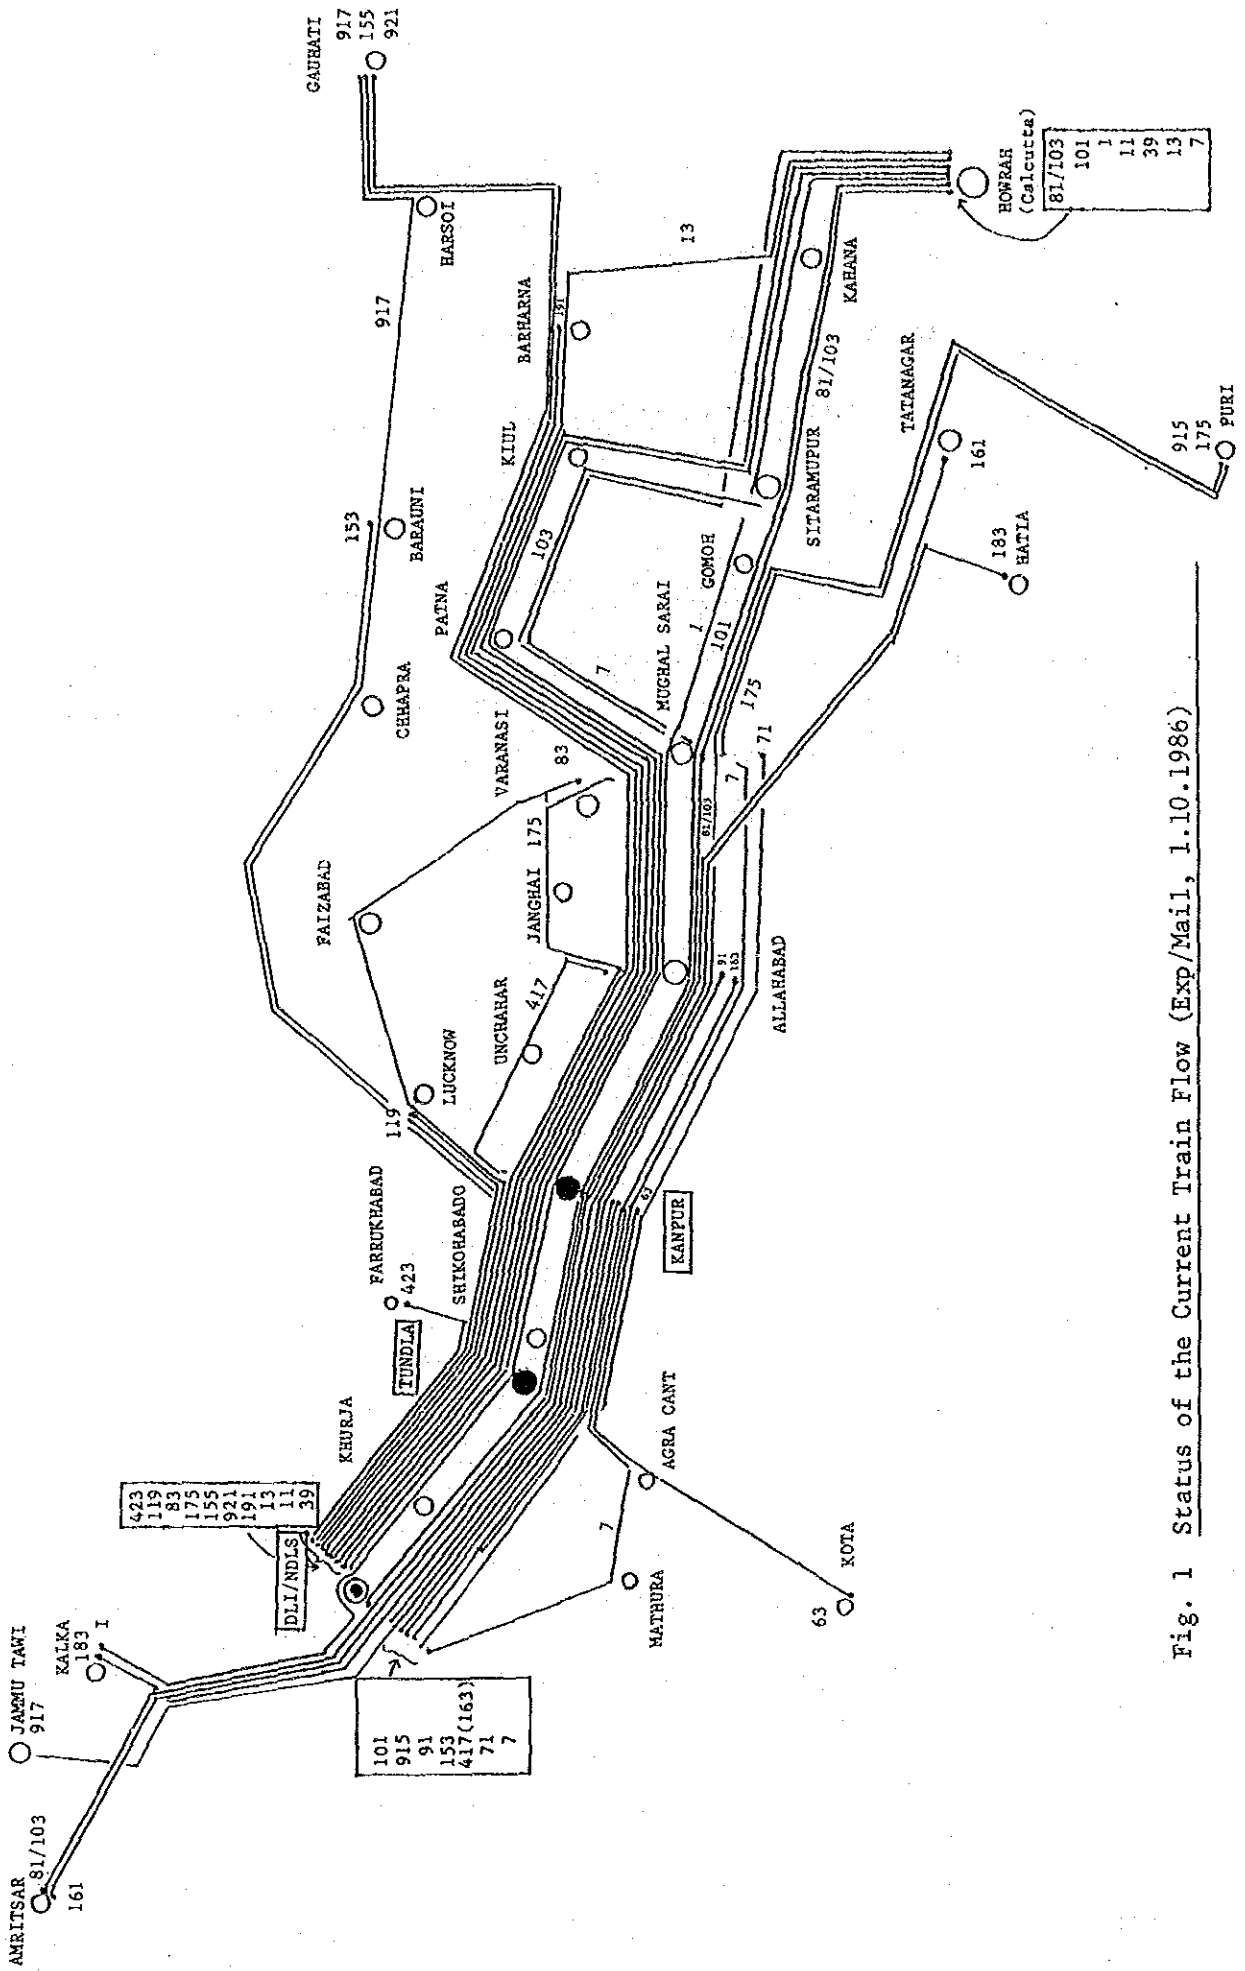 AMRITSAR
81/103
161
JAMMU TAWI
917
KALKA
183
I
DLI/NDLS
423
119
83
175
155
921
191
13
11
39
101
915
91
153
417(163)
71
7
KHURJA
TUNDLA
FARRUKHABAD
423
SHIKOHABADO
MATHURA
7
AGRA CANT
63
KOTA
KANPUR
63
119
LUCKNOW
UNCHAHAR
417
FAIZABAD
JANGHAI
175
VARANASI
83
ALLAHABAD
91
163
81/103
7
71
175
MUGHAL SARAI
1
101
7
103
CHHAPRA
PATNA
153
BARAUNI
KIUL
GOMOH
SITARAMUPUR
81/103
BARHARNA
191
917
HARSOI
13
KAHANA
GAUHATI
917
155
921
HOWRAH
(Calcutta)
81/103
101
1
11
39
13
7
TATANAGAR
161
183
HATIA
915
175
PURI
Fig. 1 Status of the Current Train Flow (Exp/Mail, 1.10.1986)